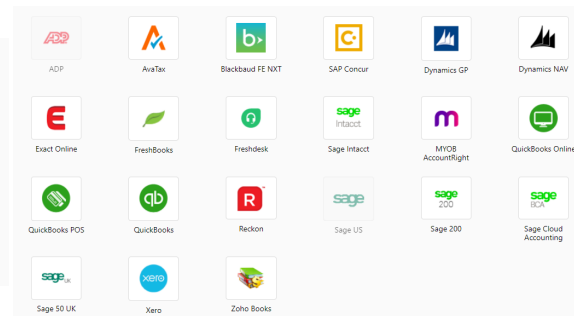 ADP
ADP
AvaTax
b
Blackbaud FE NXT
C
SAP Concur
Dynamics GP
Dynamics NAV
E
Exact Online
FreshBooks
Freshdesk
sage
Intacct
Sage Intacct
m
MYOB
AccountRight
QuickBooks Online
QuickBooks POS
qb
QuickBooks
R
Reckon
sage
Sage US
sage
200
Sage 200
sage
BCA
Sage Cloud
Accounting
sage UK
Sage 50 UK
xero
Xero
Zoho Books